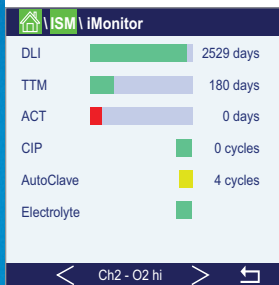 \ ISM \ iMonitor
DLI 2529 days
TTM 180 days
ACT 0 days
CIP 0 cycles
AutoClave 4 cycles
Electrolyte
< Ch2 - O2 hi >